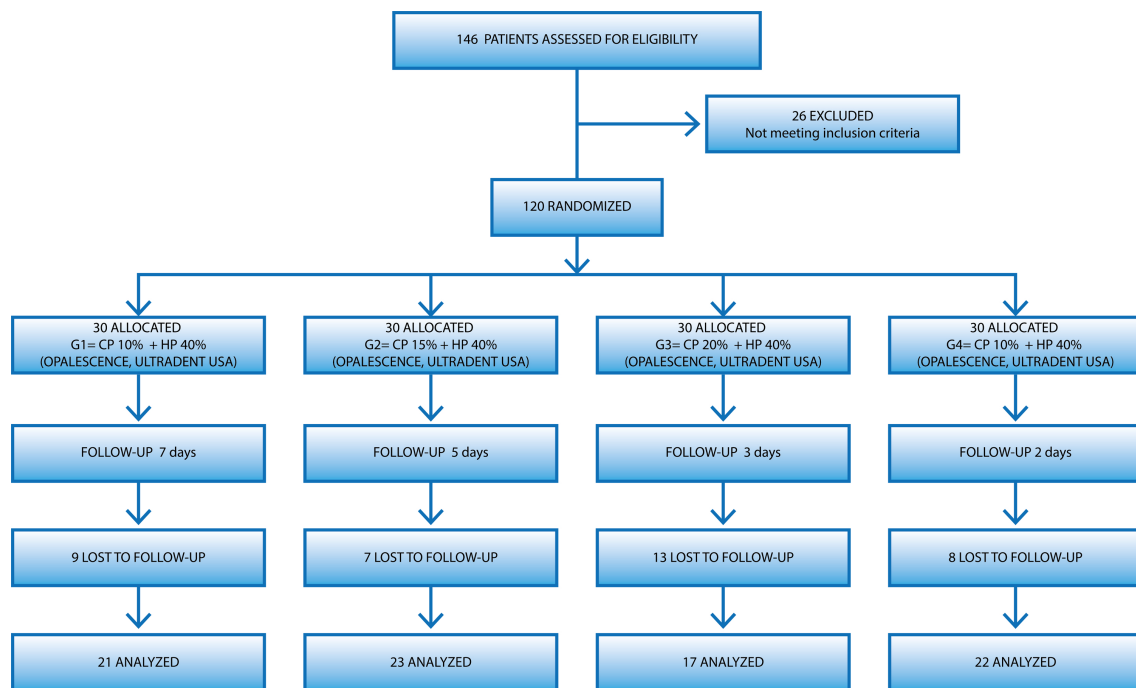 146 PATIENTS ASSESSED FOR ELIGIBILITY
26 EXCLUDED
Not meeting inclusion criteria
120 RANDOMIZED
30 ALLOCATED
G1= CP 10% + HP 40%
(OPALESCENCE, ULTRADENT USA)
30 ALLOCATED
G2= CP 15% + HP 40%
(OPALESCENCE, ULTRADENT USA)
30 ALLOCATED
G3= CP 20% + HP 40%
(OPALESCENCE, ULTRADENT USA)
30 ALLOCATED
G4= CP 10% + HP 40%
(OPALESCENCE, ULTRADENT USA)
FOLLOW-UP 7 days
FOLLOW-UP 5 days
FOLLOW-UP 3 days
FOLLOW-UP 2 days
9 LOST TO FOLLOW-UP
7 LOST TO FOLLOW-UP
13 LOST TO FOLLOW-UP
8 LOST TO FOLLOW-UP
21 ANALYZED
23 ANALYZED
17 ANALYZED
22 ANALYZED